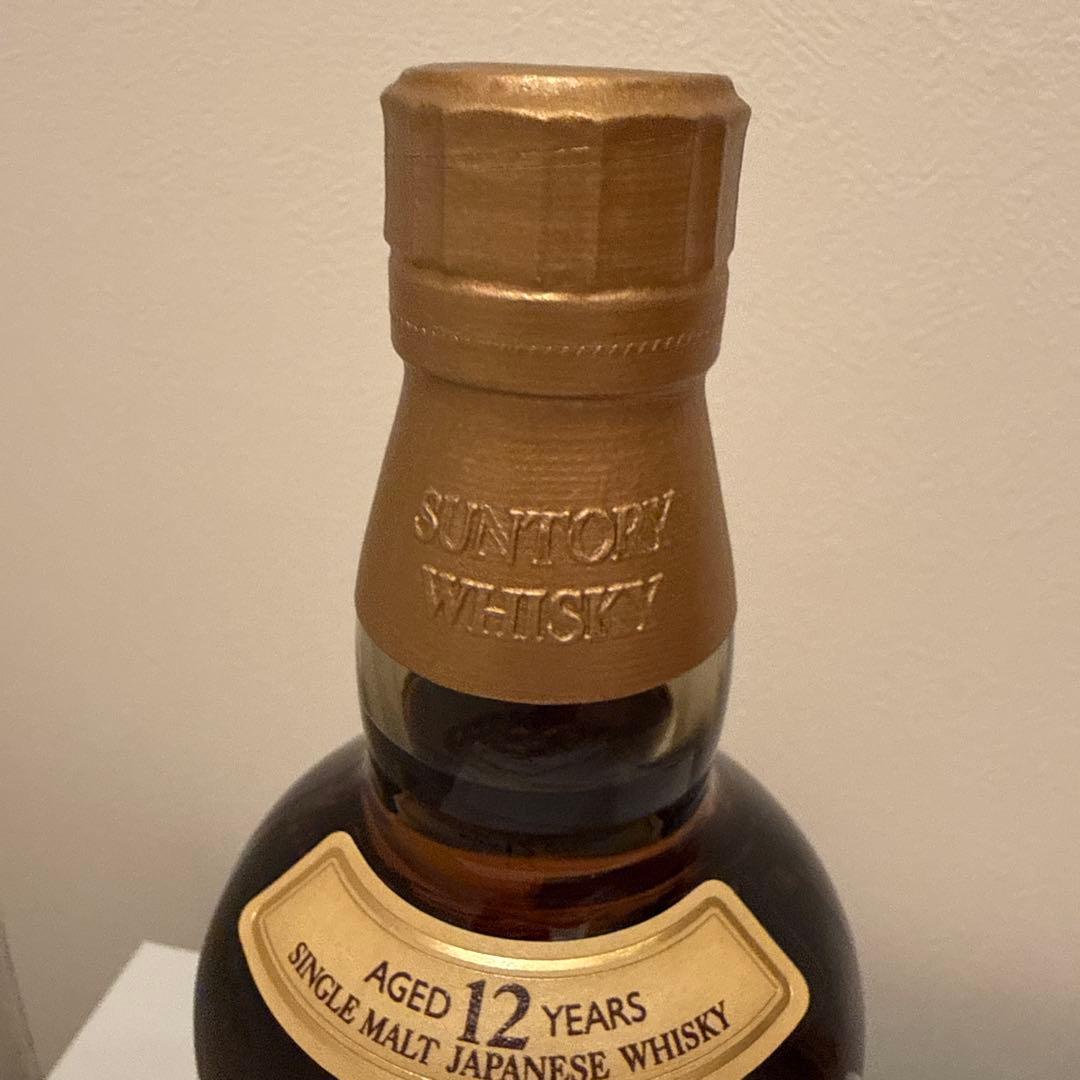 SUNTORY
WHISKY
AGED 12 YEARS
SINGLE MALT JAPANESE WHISKY